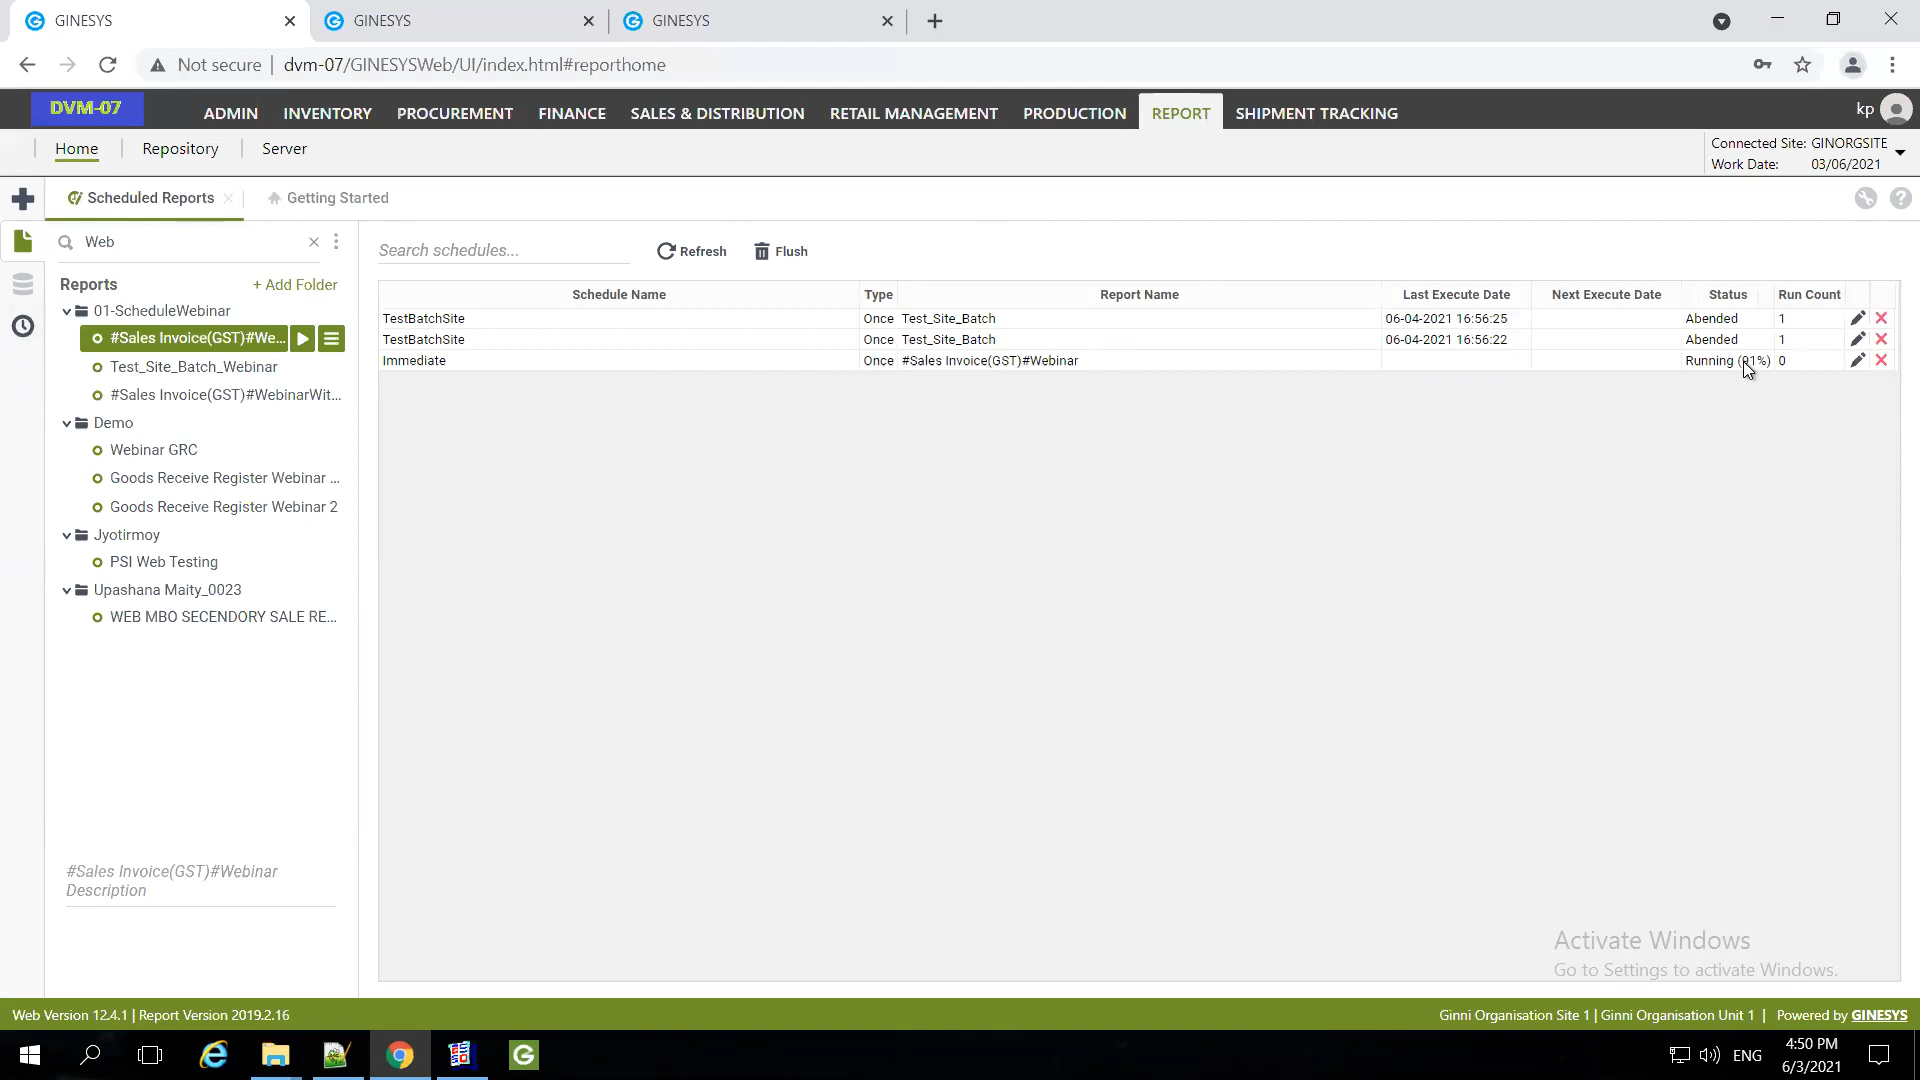 GINESYS
GINESYS
GINESYS
Not secure
dvm-07/GINESYSWeb/UI/index.html#reporthome
DVM-07
ADMIN
INVENTORY
PROCUREMENT
FINANCE
SALES & DISTRIBUTION
RETAIL MANAGEMENT
PRODUCTION
REPORT
SHIPMENT TRACKING
kp
Home
Repository
Server
Connected Site: GINORGSITE
Work Date: 03/06/2021
Scheduled Reports
Getting Started
Web
Search schedules...
Refresh
Flush
Reports
+ Add Folder
01-ScheduleWebinar
#Sales Invoice(GST)#We...
Test_Site_Batch_Webinar
#Sales Invoice(GST)#WebinarWit...
Demo
Webinar GRC
Goods Receive Register Webinar ...
Goods Receive Register Webinar 2
Jyotirmoy
PSI Web Testing
Upashana Maity_0023
WEB MBO SECENDORY SALE RE...
#Sales Invoice(GST)#Webinar
Description
Schedule Name Type Report Name Last Execute Date Next Execute Date Status Run Count
TestBatchSite Once Test_Site_Batch 06-04-2021 16:56:25 Abended 1
TestBatchSite Once Test_Site_Batch 06-04-2021 16:56:22 Abended 1
Immediate Once #Sales Invoice(GST)#Webinar Running (91%) 0
Activate Windows
Go to Settings to activate Windows.
Web Version 12.4.1 | Report Version 2019.2.16
Ginni Organisation Site 1 | Ginni Organisation Unit 1 | Powered by GINESYS
ENG
4:50 PM
6/3/2021